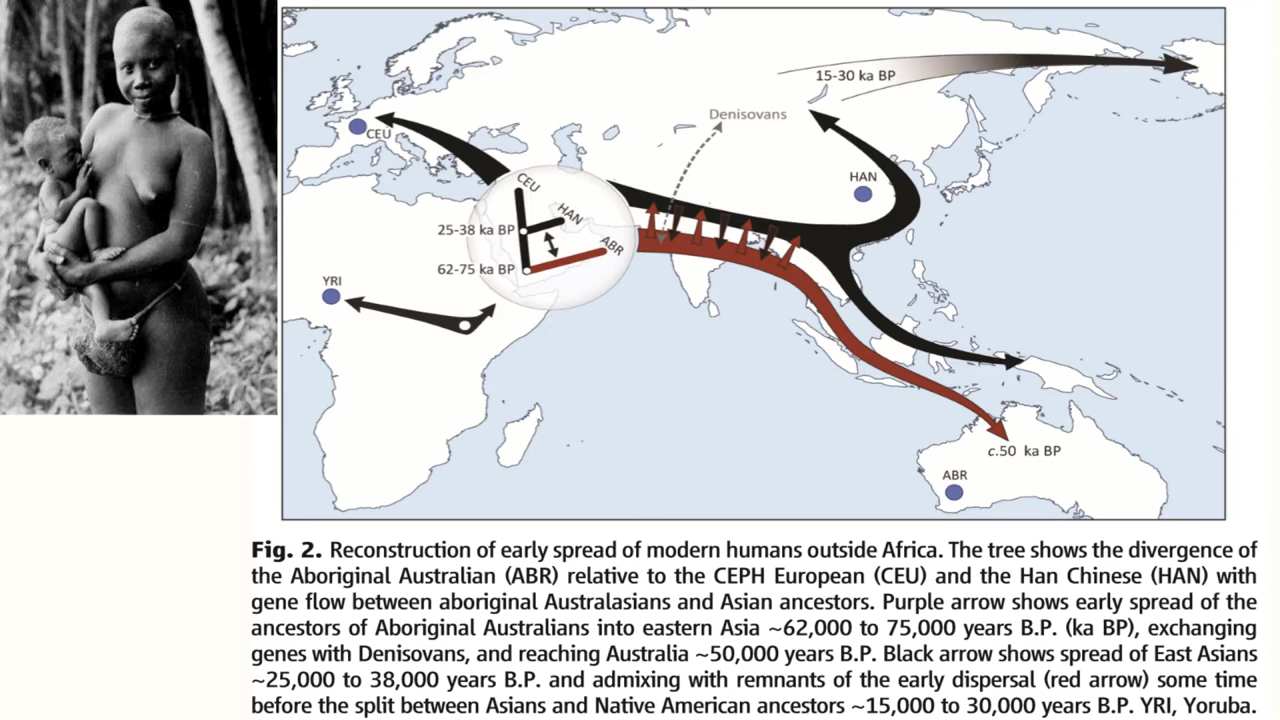 15-30 ka BP
Denisovans
CEU
HAN
CEU
HAN
25-38 ka BP
ABR
62-75 ka BP
YRI
c.50 ka BP
ABR
Fig. 2. Reconstruction of early spread of modern humans outside Africa. The tree shows the divergence of
the Aboriginal Australian (ABR) relative to the CEPH European (CEU) and the Han Chinese (HAN) with
gene flow between aboriginal Australasians and Asian ancestors. Purple arrow shows early spread of the
ancestors of Aboriginal Australians into eastern Asia ~62,000 to 75,000 years B.P. (ka BP), exchanging
genes with Denisovans, and reaching Australia ~50,000 years B.P. Black arrow shows spread of East Asians
~25,000 to 38,000 years B.P. and admixing with remnants of the early dispersal (red arrow) some time
before the split between Asians and Native American ancestors ~15,000 to 30,000 years B.P. YRI, Yoruba.